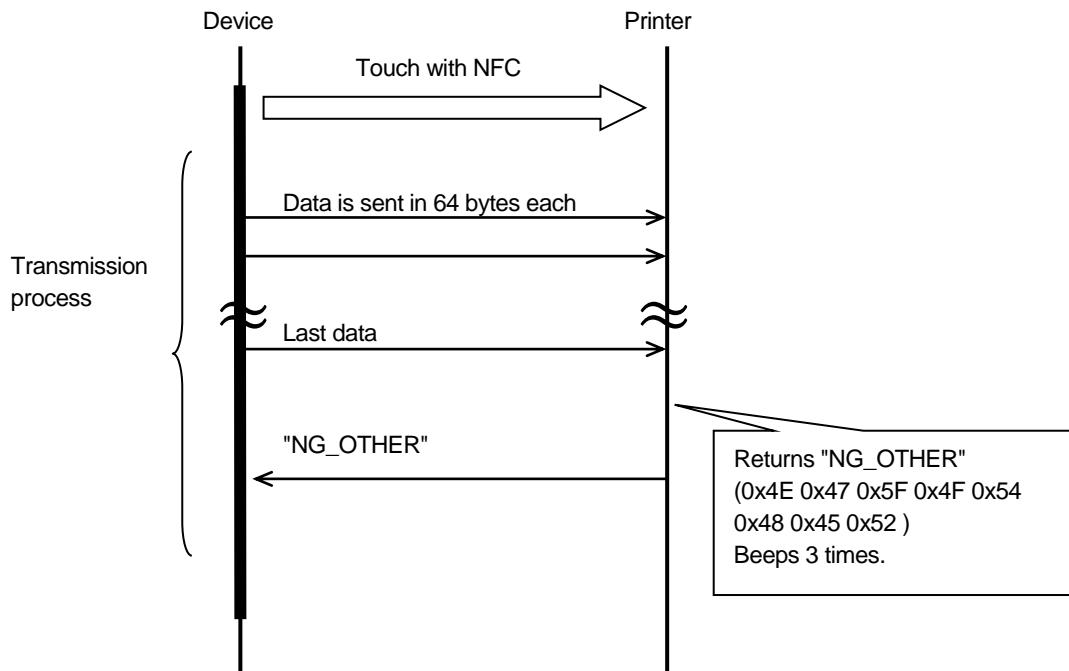 Device
Printer
Touch with NFC
Data is sent in 64 bytes each
Transmission
process
Last data
"NG_OTHER"
Returns "NG_OTHER"
(0x4E 0x47 0x5F 0x4F 0x54
0x48 0x45 0x52 )
Beeps 3 times.